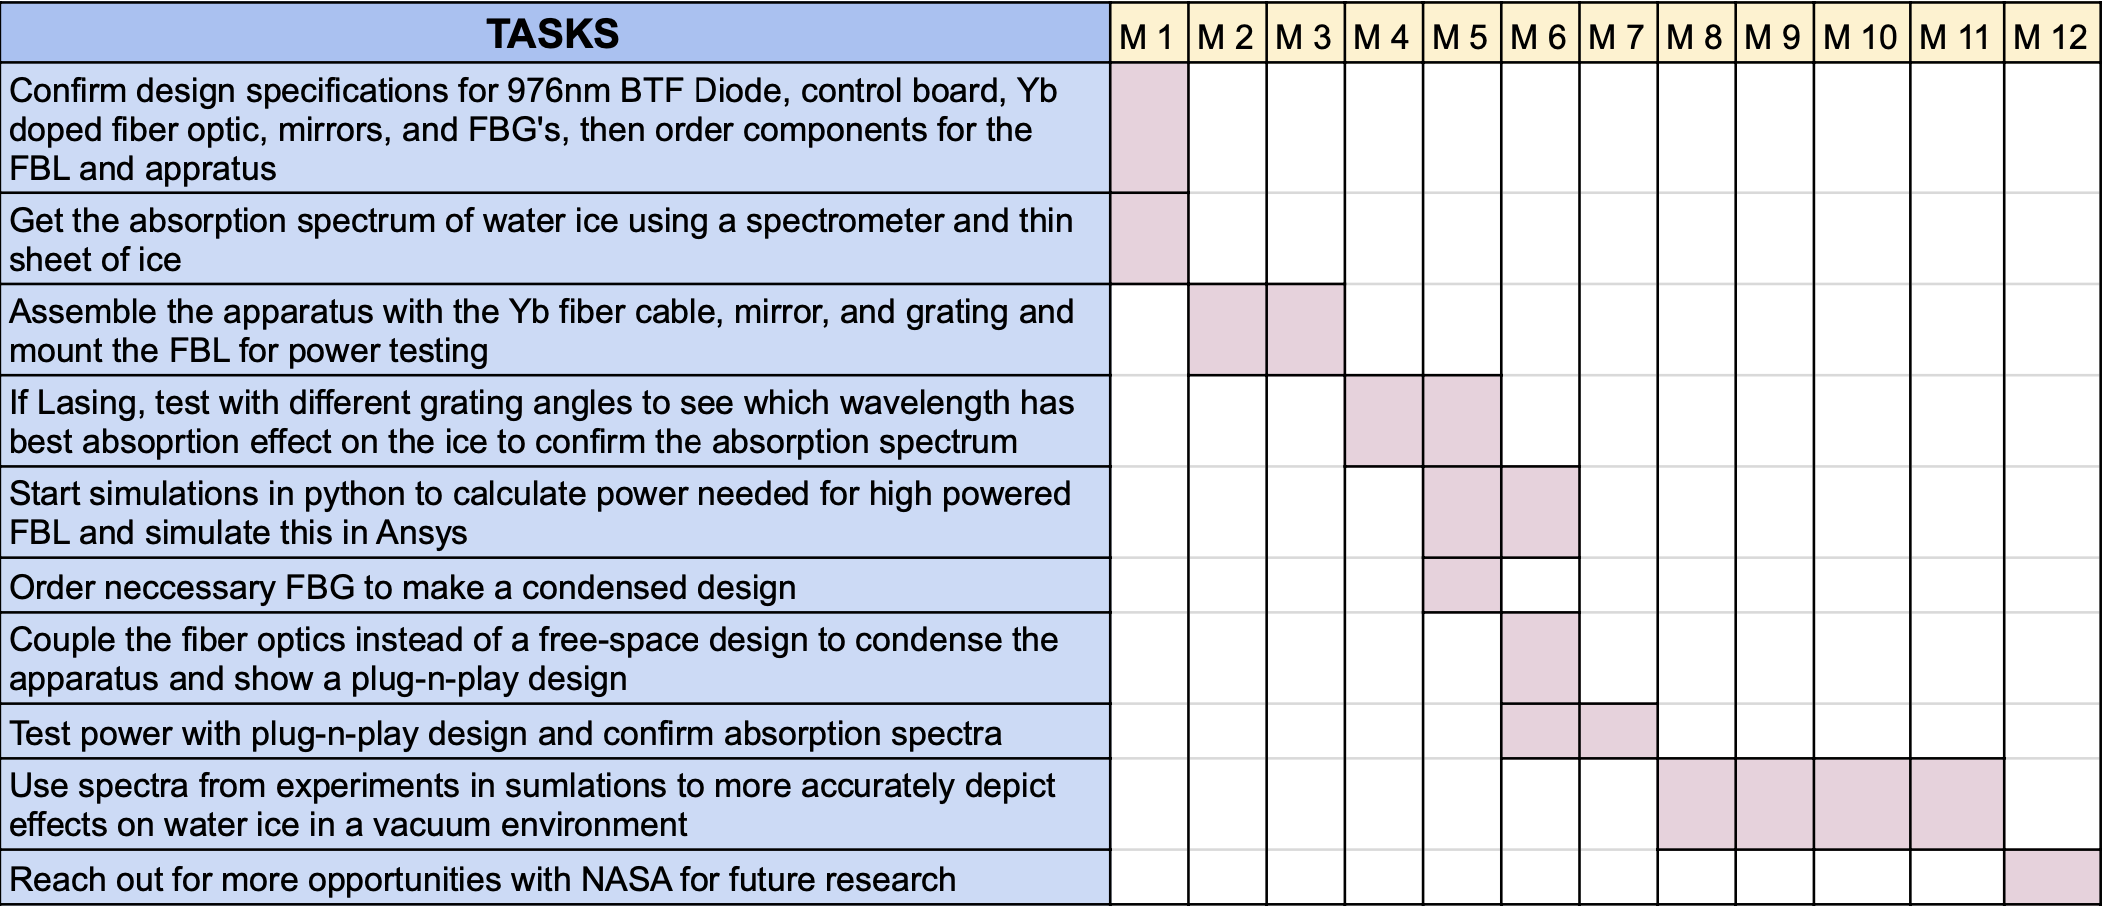 TASKS M 1 M 2 M 3 M 4 M 5 M 6 M 7 M 8 M 9 M 10 M 11 M 12
Confirm design specifications for 976nm BTF Diode, control board, Yb
doped fiber optic, mirrors, and FBG's, then order components for the
FBL and appratus
Get the absorption spectrum of water ice using a spectrometer and thin
sheet of ice
Assemble the apparatus with the Yb fiber cable, mirror, and grating and
mount the FBL for power testing
If Lasing, test with different grating angles to see which wavelength has
best absoprtion effect on the ice to confirm the absorption spectrum
Start simulations in python to calculate power needed for high powered
FBL and simulate this in Ansys
Order neccessary FBG to make a condensed design
Couple the fiber optics instead of a free-space design to condense the
apparatus and show a plug-n-play design
Test power with plug-n-play design and confirm absorption spectra
Use spectra from experiments in sumlations to more accurately depict
effects on water ice in a vacuum environment
Reach out for more opportunities with NASA for future research